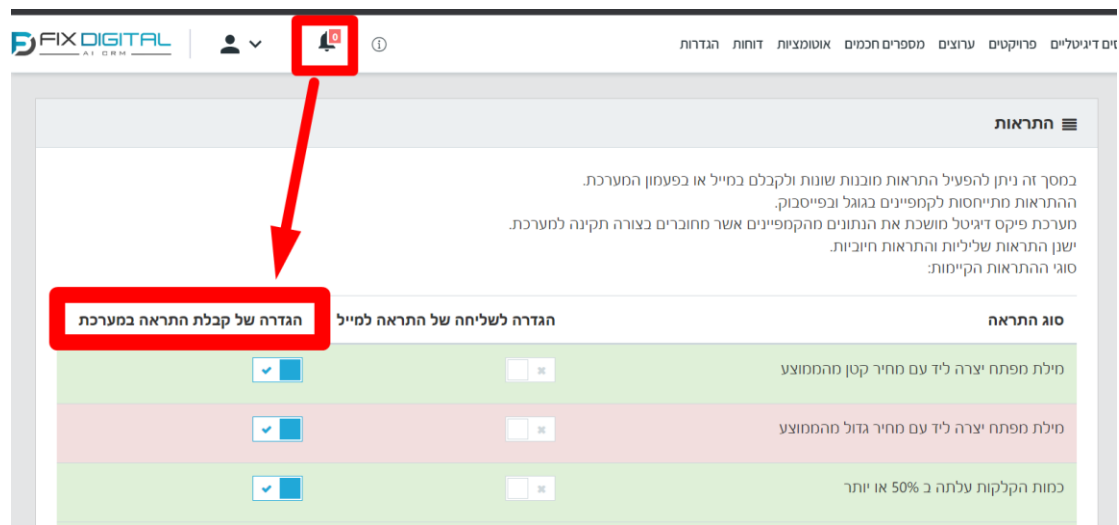 FIX DIGITAL
AI CRM
0
פרויקטים ערוצים מספרים חכמים אוטומציות דוחות הגדרות
התראות
במסך זה ניתן להפעיל התראות מובנות שונות ולקבלם במייל או בפעמון המערכת.
ההתראות מתייחסות לקמפיינים בגוגל ובפייסבוק.
מערכת פיקס דיגיטל מושכת את הנתונים מהקמפיינים אשר מחוברים בצורה תקינה למערכת.
ישנן התראות שליליות והתראות חיוביות.
סוגי ההתראות הקיימות:
סוג התראה הגדרה לשליחה של התראה למייל הגדרה של קבלת התראה במערכת
מילת מפתח יצרה ליד עם מחיר קטן מהממוצע
מילת מפתח יצרה ליד עם מחיר גדול מהממוצע
כמות הקלקות עלתה ב 50% או יותר